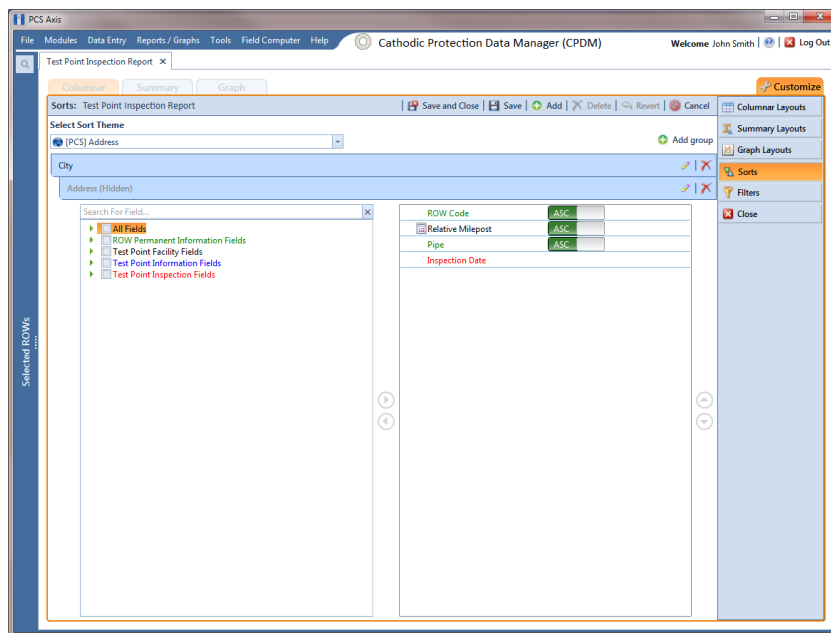 PCS Axis
File Modules Data Entry Reports / Graphs Tools Field Computer Help Cathodic Protection Data Manager (CPDM) Welcome John Smith | | Log Out
Test Point Inspection Report
Columnar Summary Graph Customize
Sorts: Test Point Inspection Report | Save and Close | Save | Add | Delete | Revert | Cancel
Columnar Layouts
Select Sort Theme
Summary Layouts
[PCS] Address
Add group
Graph Layouts
City
Sorts
Address (Hidden)
Filters
Search For Field...
Close
All Fields
ROW Permanent Information Fields
Test Point Facility Fields
Test Point Information Fields
Test Point Inspection Fields
ROW Code ASC
Relative Milepost ASC
Pipe ASC
Inspection Date
Selected ROWs